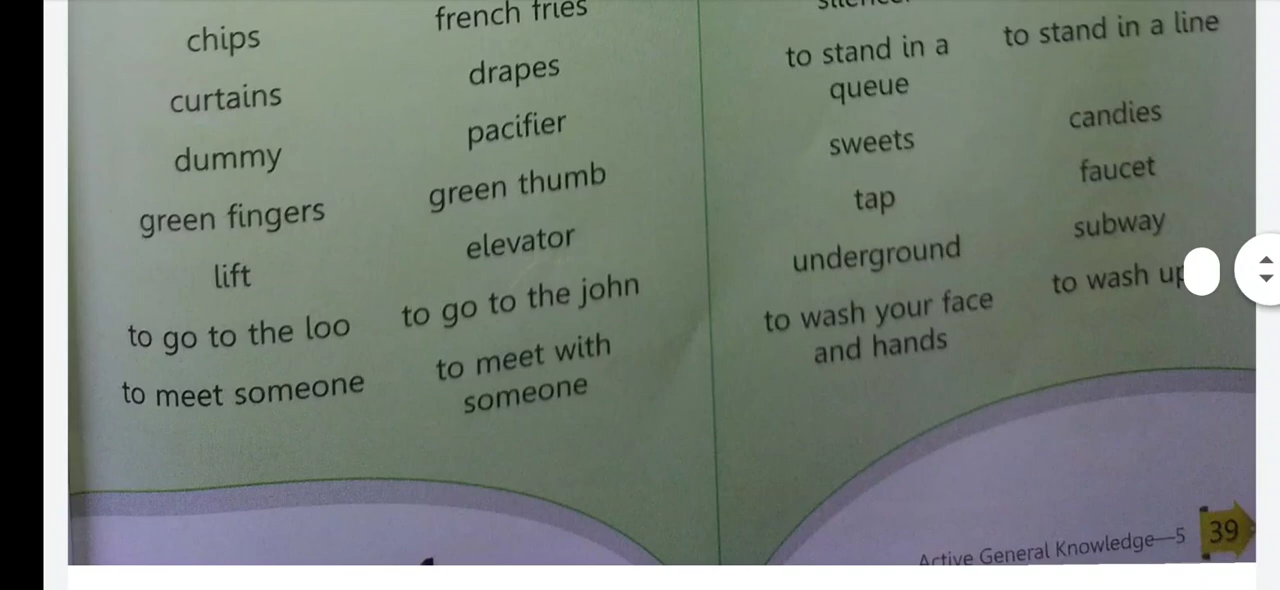 chips french fries
curtains drapes
dummy pacifier
green fingers green thumb
lift elevator
to go to the loo to go to the john
to meet someone to meet with
someone
to stand in a to stand in a line
queue
sweets candies
tap faucet
underground subway
to wash your face to wash up
and hands
Active General Knowledge—5 39